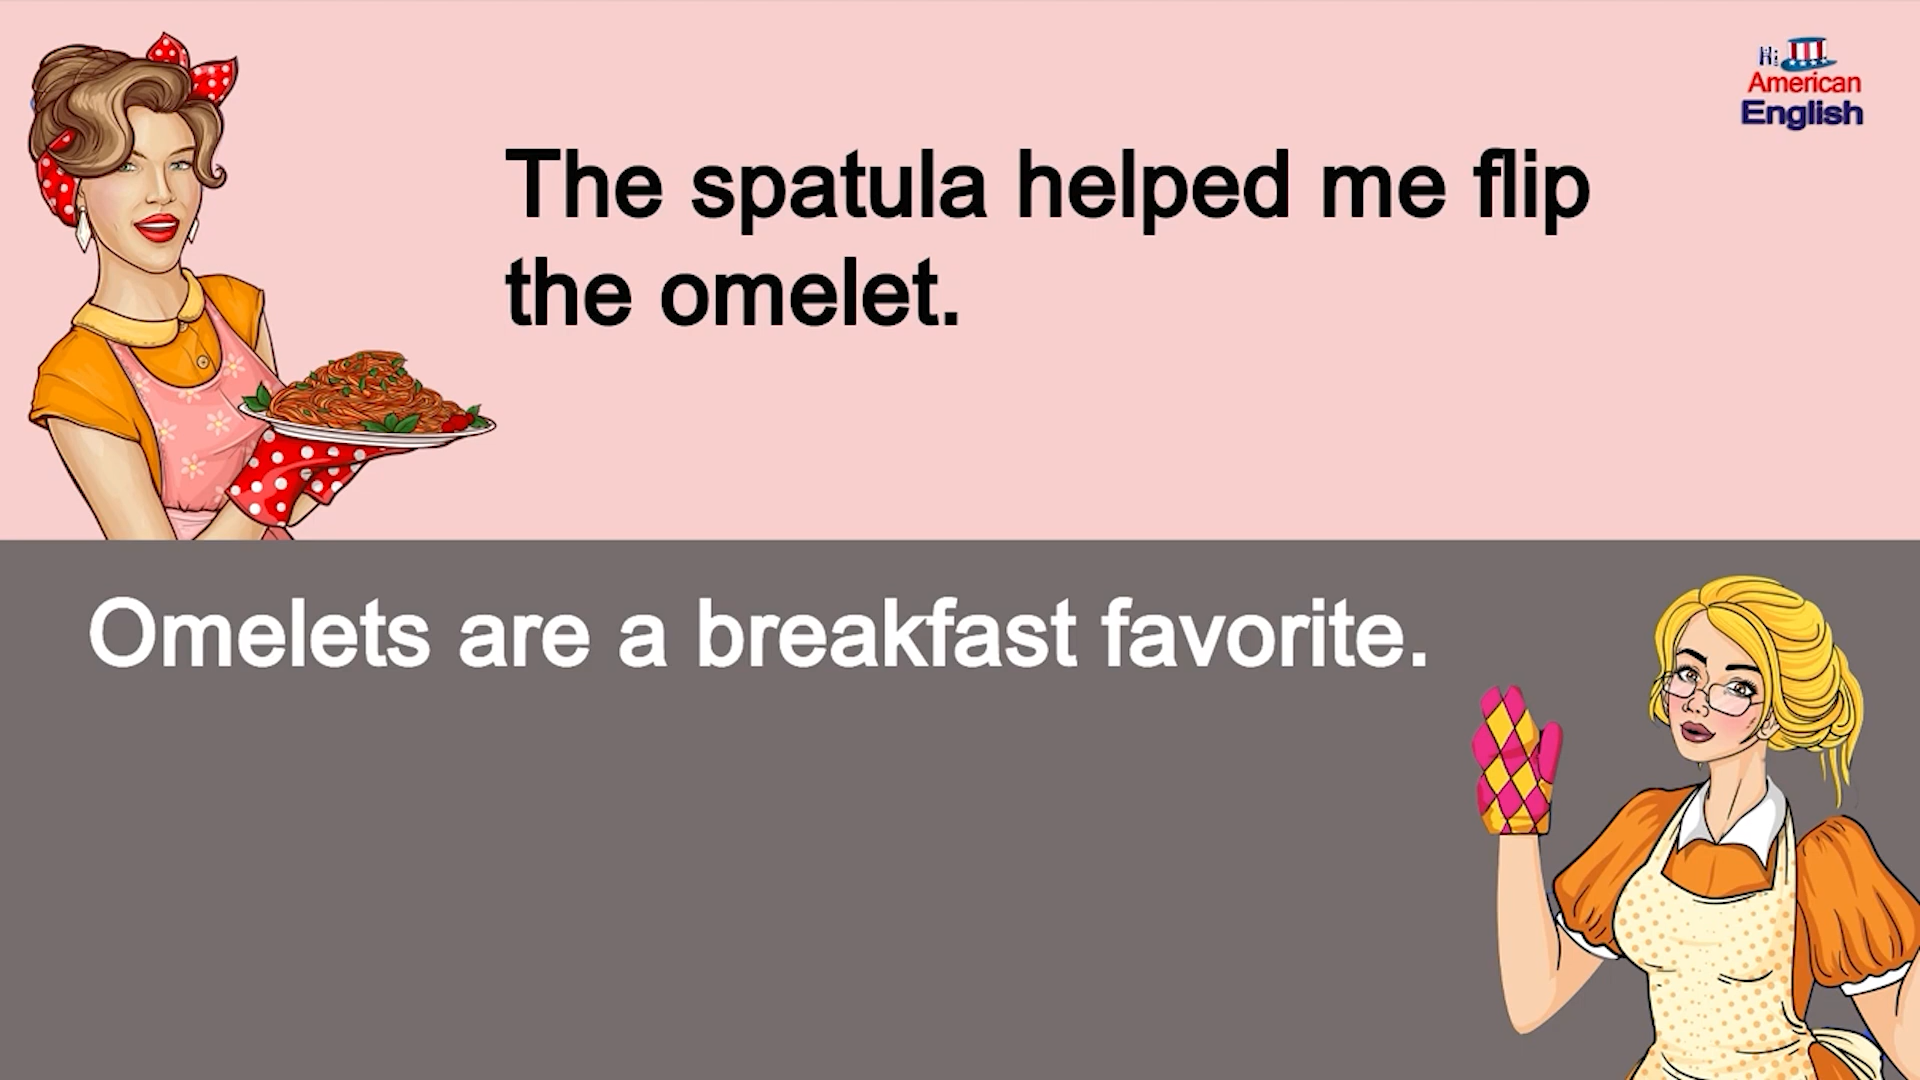 Hi
American
English
The spatula helped me flip
the omelet.
Omelets are a breakfast favorite.